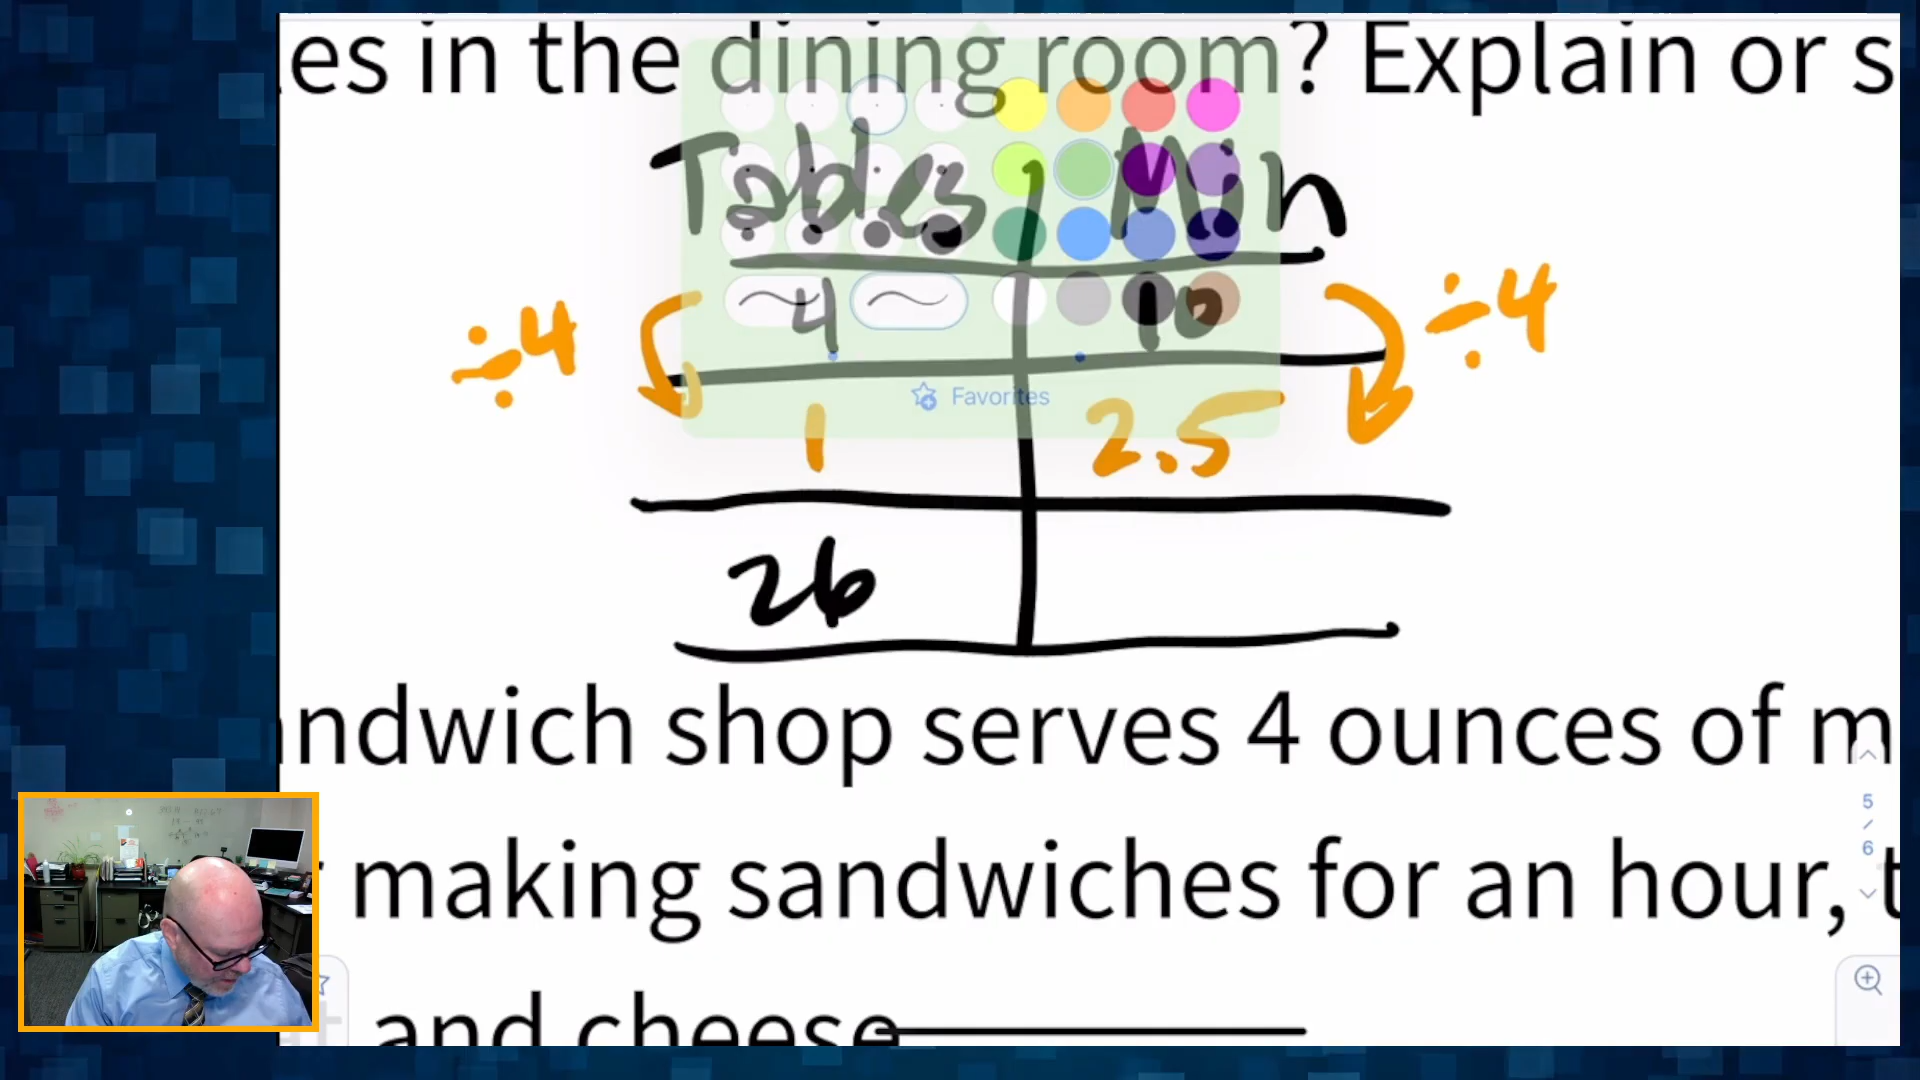 es in the dining room? Explain or s
Tables Min
÷4 4 10 ÷4
Favorites
1 2.5
26
ndwich shop serves 4 ounces of m
making sandwiches for an hour, t
5
/
6
and cheese